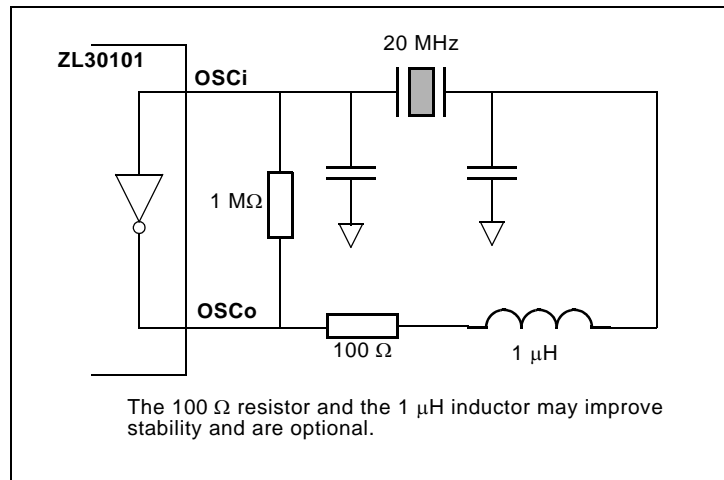 20 MHz
ZL30101
OSCi
1 MΩ
OSCo
100 Ω
1 μH
The 100 Ω resistor and the 1 μH inductor may improve
stability and are optional.